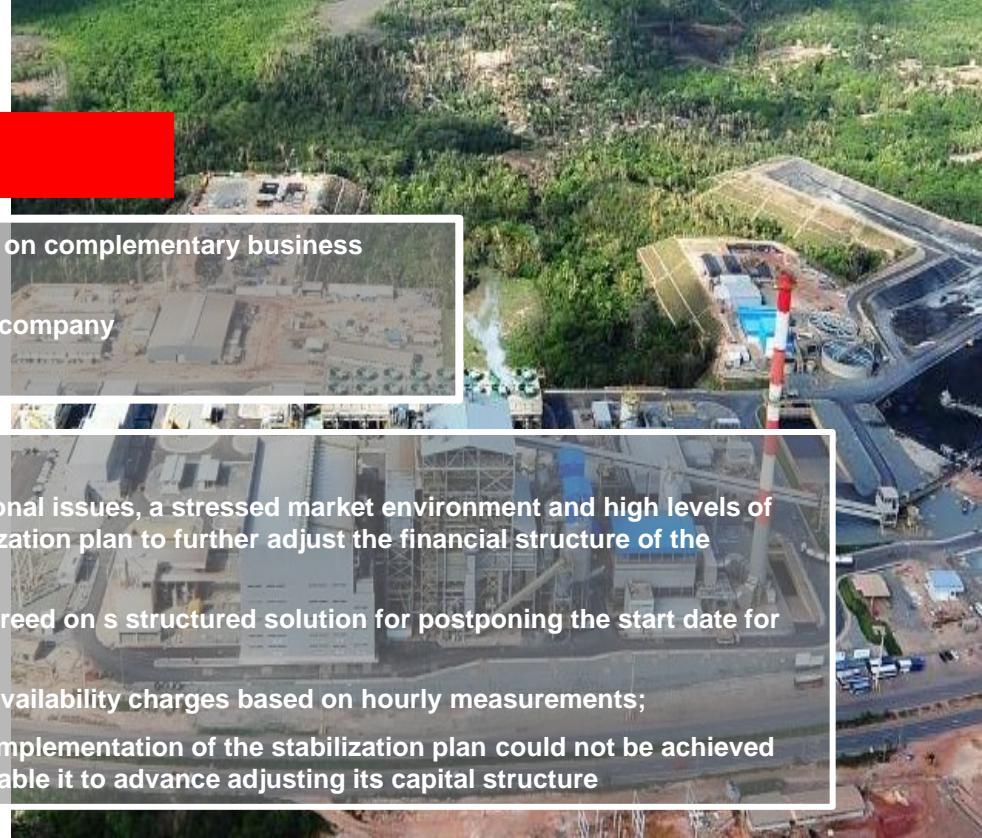 on complementary business
company
onal issues, a stressed market environment and high levels of
ization plan to further adjust the financial structure of the
reed on s structured solution for postponing the start date for
vailability charges based on hourly measurements;
mplementation of the stabilization plan could not be achieved
able it to advance adjusting its capital structure